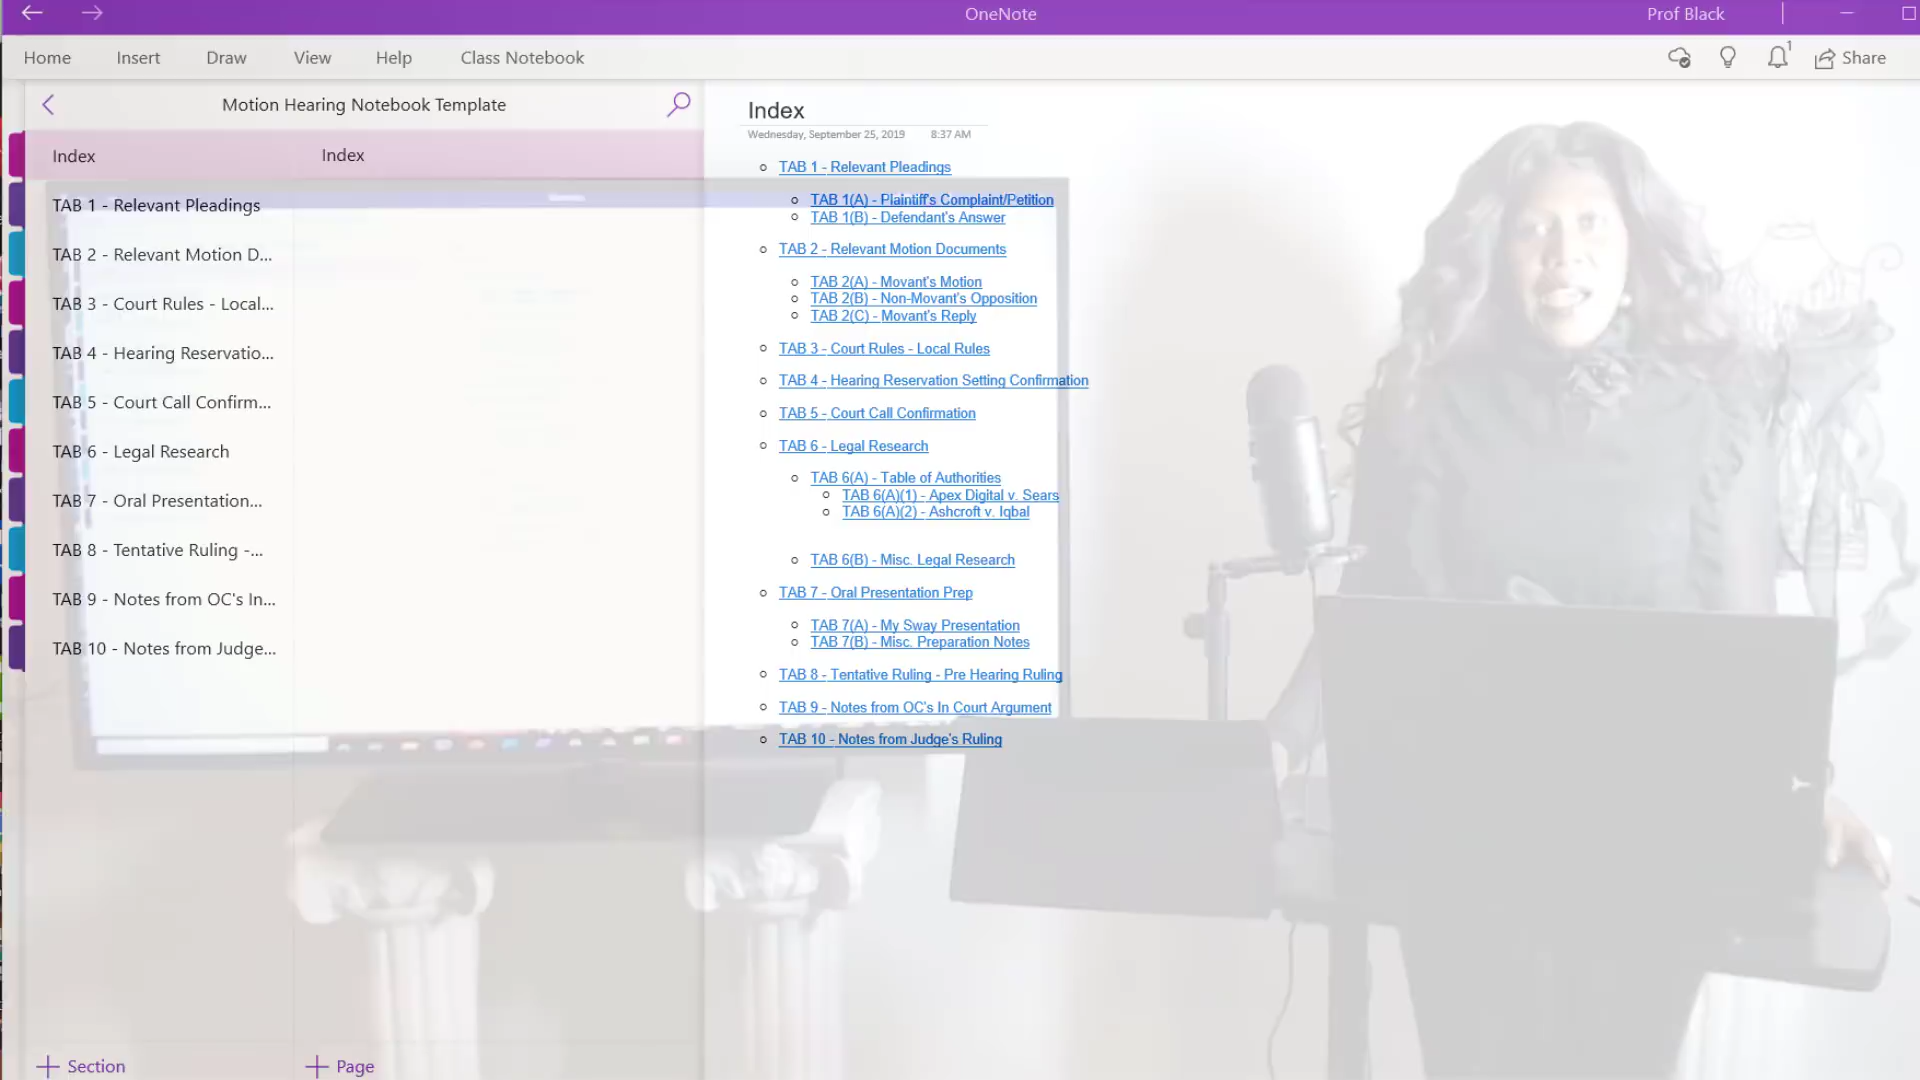 OneNote
Prof Black
Home
Insert
Draw
View
Help
Class Notebook
1
Share
Motion Hearing Notebook Template
Index
TAB 1 - Relevant Pleadings
TAB 2 - Relevant Motion D...
TAB 3 - Court Rules - Local...
TAB 4 - Hearing Reservatio...
TAB 5 - Court Call Confirm...
TAB 6 - Legal Research
TAB 7 - Oral Presentation...
TAB 8 - Tentative Ruling -...
TAB 9 - Notes from OC's In...
TAB 10 - Notes from Judge...
Section
Index
Page
Index
Wednesday, September 25, 2019 8:37 AM
TAB 1 - Relevant Pleadings
TAB 1(A) - Plaintiff's Complaint/Petition
TAB 1(B) - Defendant's Answer
TAB 2 - Relevant Motion Documents
TAB 2(A) - Movant's Motion
TAB 2(B) - Non-Movant's Opposition
TAB 2(C) - Movant's Reply
TAB 3 - Court Rules - Local Rules
TAB 4 - Hearing Reservation Setting Confirmation
TAB 5 - Court Call Confirmation
TAB 6 - Legal Research
TAB 6(A) - Table of Authorities
TAB 6(A)(1) - Apex Digital v. Sears
TAB 6(A)(2) - Ashcroft v. Iqbal
TAB 6(B) - Misc. Legal Research
TAB 7 - Oral Presentation Prep
TAB 7(A) - My Sway Presentation
TAB 7(B) - Misc. Preparation Notes
TAB 8 - Tentative Ruling - Pre Hearing Ruling
TAB 9 - Notes from OC's In Court Argument
TAB 10 - Notes from Judge's Ruling